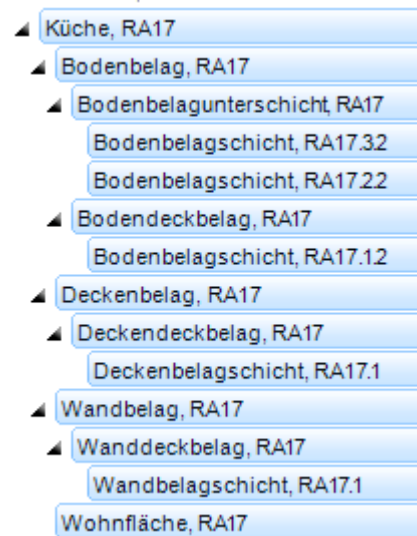 Küche, RA17
Bodenbelag, RA17
Bodenbelagunterschicht, RA17
Bodenbelagschicht, RA17.3.2
Bodenbelagschicht, RA17.2.2
Bodendeckbelag, RA17
Bodenbelagschicht, RA17.1.2
Deckenbelag, RA17
Deckendeckbelag, RA17
Deckenbelagschicht, RA17.1
Wandbelag, RA17
Wanddeckbelag, RA17
Wandbelagschicht, RA17.1
Wohnfläche, RA17